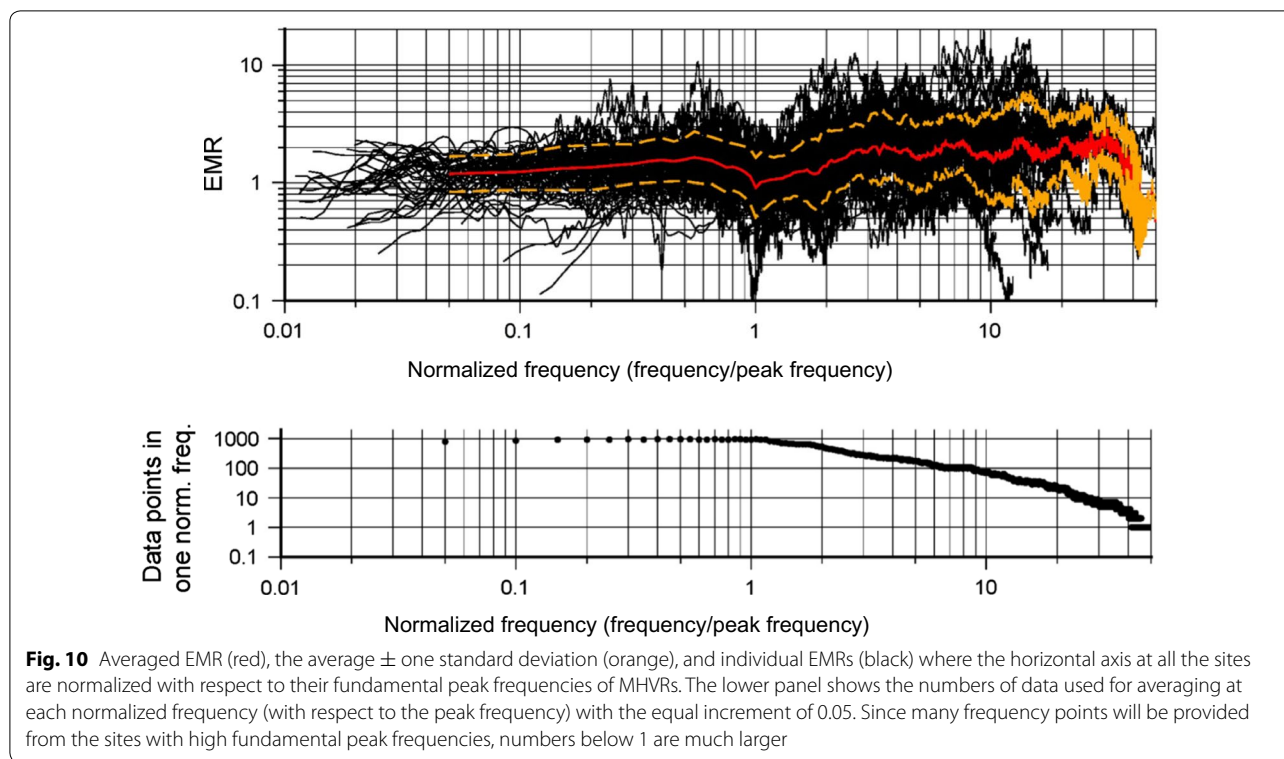 10
EMR
1
0.1
0.01 0.1 1 10
Normalized frequency (frequency/peak frequency)
Data points in
one norm. freq.
1000
100
10
1
0.1
0.01 0.1 1 10
Normalized frequency (frequency/peak frequency)
Fig. 10 Averaged EMR (red), the average ± one standard deviation (orange), and individual EMRs (black) where the horizontal axis at all the sites
are normalized with respect to their fundamental peak frequencies of MHVRs. The lower panel shows the numbers of data used for averaging at
each normalized frequency (with respect to the peak frequency) with the equal increment of 0.05. Since many frequency points will be provided
from the sites with high fundamental peak frequencies, numbers below 1 are much larger